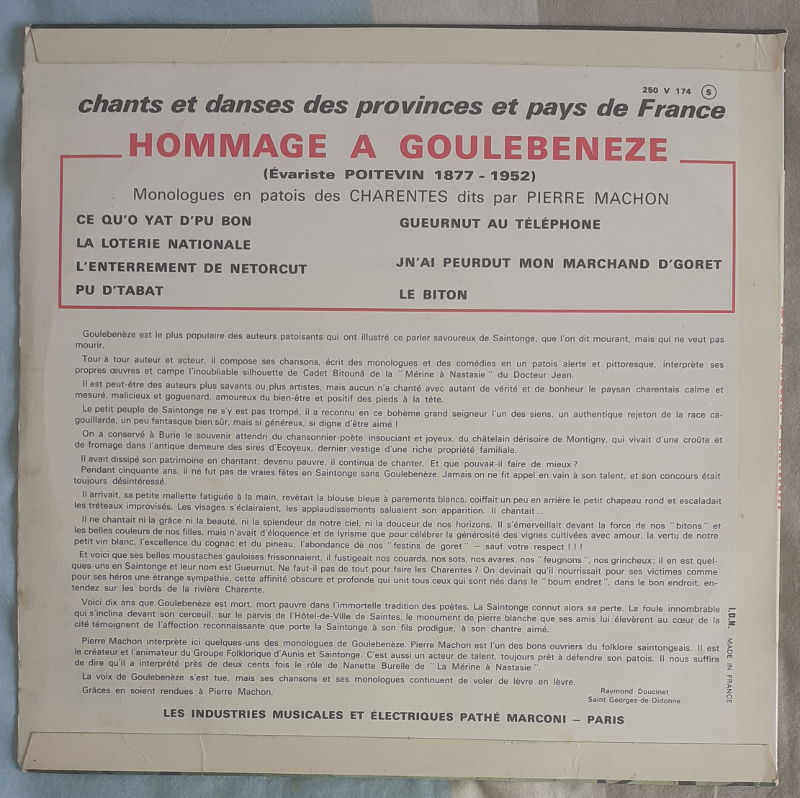 250 V 174 S
chants et danses des provinces et pays de France
HOMMAGE A GOULEBENEZE
(Évariste POITEVIN 1877 - 1952)
Monologues en patois des CHARENTES dits par PIERRE MACHON
CE QU'O YAT D'PU BON
LA LOTERIE NATIONALE
L'ENTERREMENT DE NETORCUT
PU D'TABAT
GUEURNUT AU TÉLÉPHONE
JN'AI PEURDUT MON MARCHAND D'GORET
LE BITON
Goulebenèze est le plus populaire des auteurs patoisants qui ont illustré ce parler savoureux de Saintonge, que l'on dit mourant, mais qui ne veut pas
mourir.
Tour à tour auteur et acteur, il compose ses chansons, écrit des monologues et des comédies en un patois alerte et pittoresque, interprète ses
propres œuvres et campe l'inoubliable silhouette de Cadet Bitounâ de la "Mérine à Nastasie" du Docteur Jean.
Il est peut-être des auteurs plus savants ou plus artistes, mais aucun n'a chanté avec autant de vérité et de bonheur le paysan charentais calme et
mesuré, malicieux et goguenard, amoureux du bien-être et positif des pieds à la tête.
Le petit peuple de Saintonge ne s'y est pas trompé, il a reconnu en ce bohème grand seigneur l'un des siens, un authentique rejeton de la race ca-
gouillarde, un peu fantasque bien sûr, mais si généreux, si digne d'être aimé !
On a conservé à Burie le souvenir attendri du chansonnier-poète insouciant et joyeux, du châtelain dérisoire de Montigny, qui vivait d'une croûte et
de fromage dans l'antique demeure des sires d'Ecoyeux, dernier vestige d'une riche propriété familiale.
Il avait dissipé son patrimoine en chantant; devenu pauvre, il continua de chanter. Et que pouvait-il faire de mieux ?
Pendant cinquante ans, il ne fut pas de vraies fêtes en Saintonge sans Goulebenèze. Jamais on ne fit appel en vain à son talent, et son concours était
toujours désintéressé.
Il arrivait, sa petite mallette fatiguée à la main, revêtait la blouse bleue à parements blancs, coiffait un peu en arrière le petit chapeau rond et escaladait
les tréteaux improvisés. Les visages s'éclairaient, les applaudissements saluaient son apparition. Il chantait...
Il ne chantait ni la grâce ni la beauté, ni la splendeur de notre ciel, ni la douceur de nos horizons. Il s'émerveillait devant la force de nos "bitons" et
les belles couleurs de nos filles, mais n'avait d'éloquence et de lyrisme que pour célébrer la générosité des vignes cultivées avec amour, la vertu de notre
petit vin blanc, l'excellence du cognac et du pineau, l'abondance de nos "festins de goret" — sauf votre respect ! ! !
Et voici que ses belles moustaches gauloises frissonnaient, il fustigeait nos couards, nos sots, nos avares, nos "feugnons", nos grincheux; il en est quel-
ques-uns en Saintonge et leur nom est Gueurnut. Ne faut-il pas de tout pour faire les Charentes ? On devinait qu'il nourrissait pour ses victimes comme
pour ses héros une étrange sympathie, cette affinité obscure et profonde qui unit tous ceux qui sont nés dans le "boum endret", dans le bon endroit, en-
tendez sur les bords de la rivière Charente.
Voici dix ans que Goulebenèze est mort, mort pauvre dans l'immortelle tradition des poètes. La Saintonge connut alors sa perte. La foule innombrable
qui s'inclina devant son cerceuil, sur le parvis de l'Hôtel-de-Ville de Saintes, le monument de pierre blanche que ses amis lui élevèrent au cœur de la
cité témoignent de l'affection reconnaissante que porte la Saintonge à son fils prodigue, à son chantre aimé.
Pierre Machon interprète ici quelques-uns des monologues de Goulebenèze. Pierre Machon est l'un des bons ouvriers du folklore saintongeais. Il est
le créateur et l'animateur du Groupe Folklorique d'Aunis et Saintonge. C'est aussi un acteur de talent, toujours prêt à défendre son patois. Il nous suffira
de dire qu'il a interprété près de deux cents fois le rôle de Nanette Burelle de "La Mérine à Nastasie".
La voix de Goulebenèze s'est tue, mais ses chansons et ses monologues continuent de voler de lèvre en lèvre.
Grâces en soient rendues à Pierre Machon.
Raymond Doucinet
Saint-Georges-de-Didonne
LES INDUSTRIES MUSICALES ET ÉLECTRIQUES PATHÉ MARCONI — PARIS
I.D.N. MADE IN FRANCE